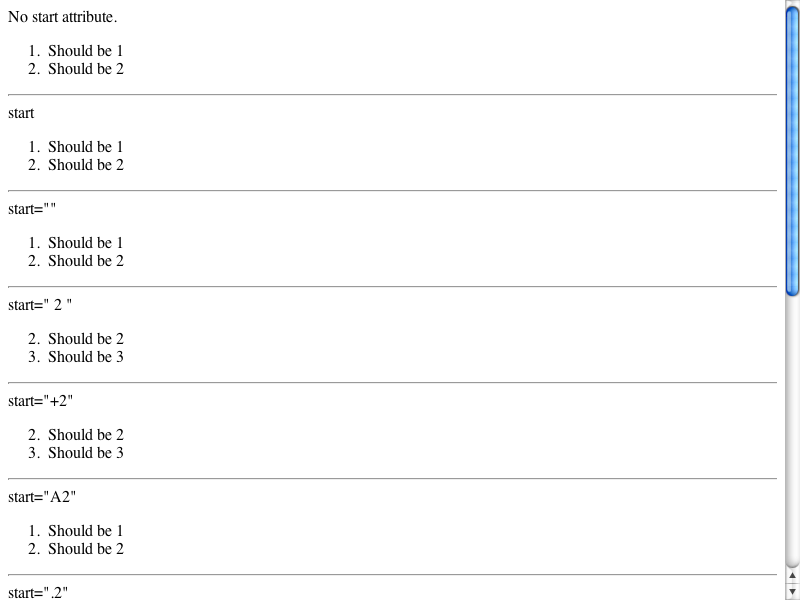 No start attribute.
1. Should be 1
2. Should be 2
start
1. Should be 1
2. Should be 2
start=""
1. Should be 1
2. Should be 2
start=" 2 "
2. Should be 2
3. Should be 3
start="+2"
2. Should be 2
3. Should be 3
start="A2"
1. Should be 1
2. Should be 2
start=".2"